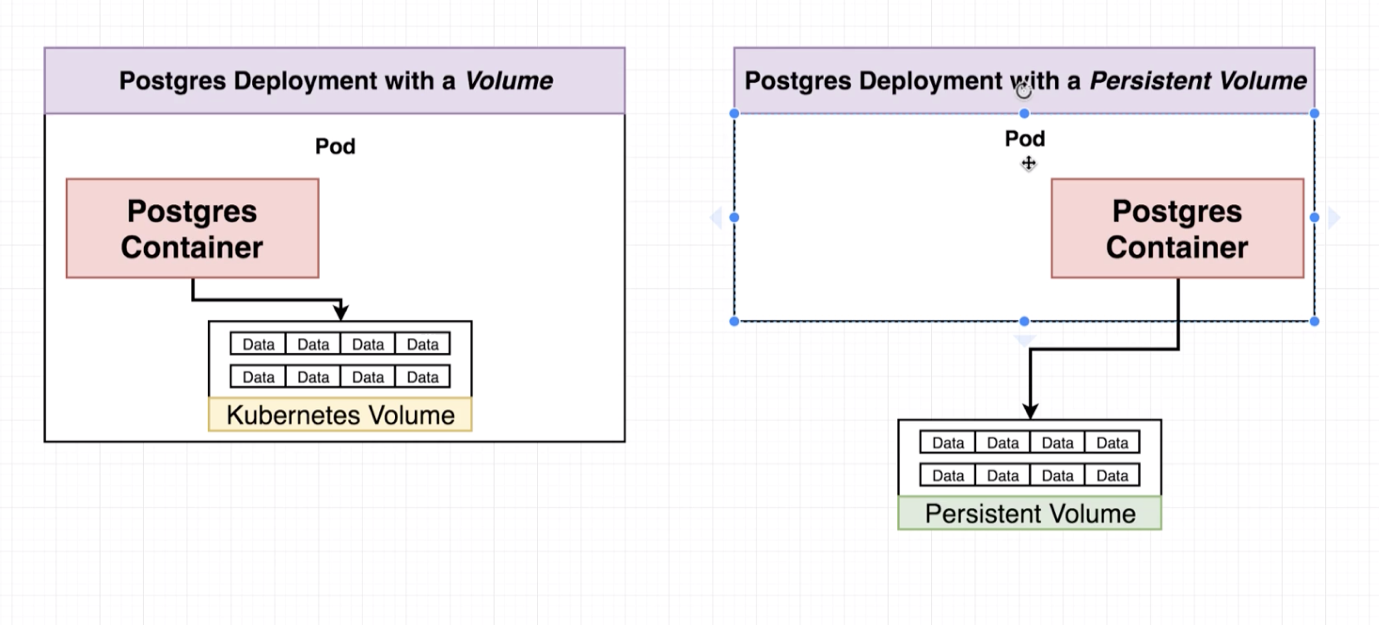 Postgres Deployment with a Volume
Pod
Postgres
Container
Data Data Data Data
Data Data Data Data
Kubernetes Volume
Postgres Deployment with a Persistent Volume
Pod
Postgres
Container
Data Data Data Data
Data Data Data Data
Persistent Volume